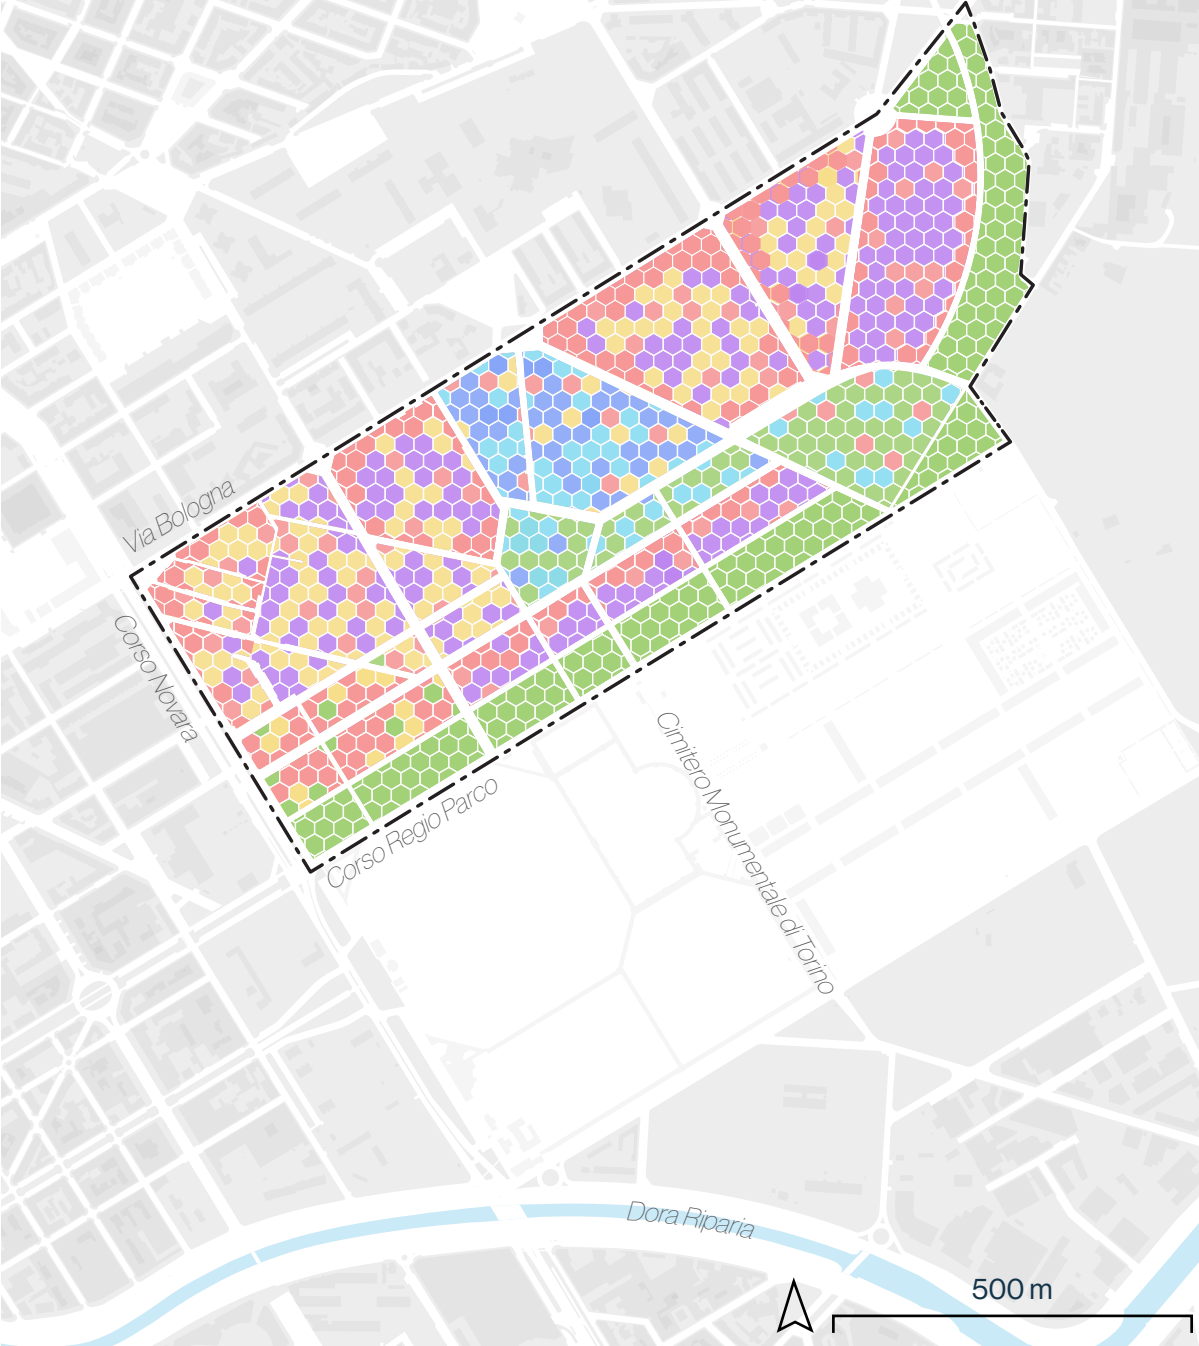 Via Bologna
Corso Novara
Corso Regio Parco
Cimitero Monumentale di Torino
Dora Riparia
500 m